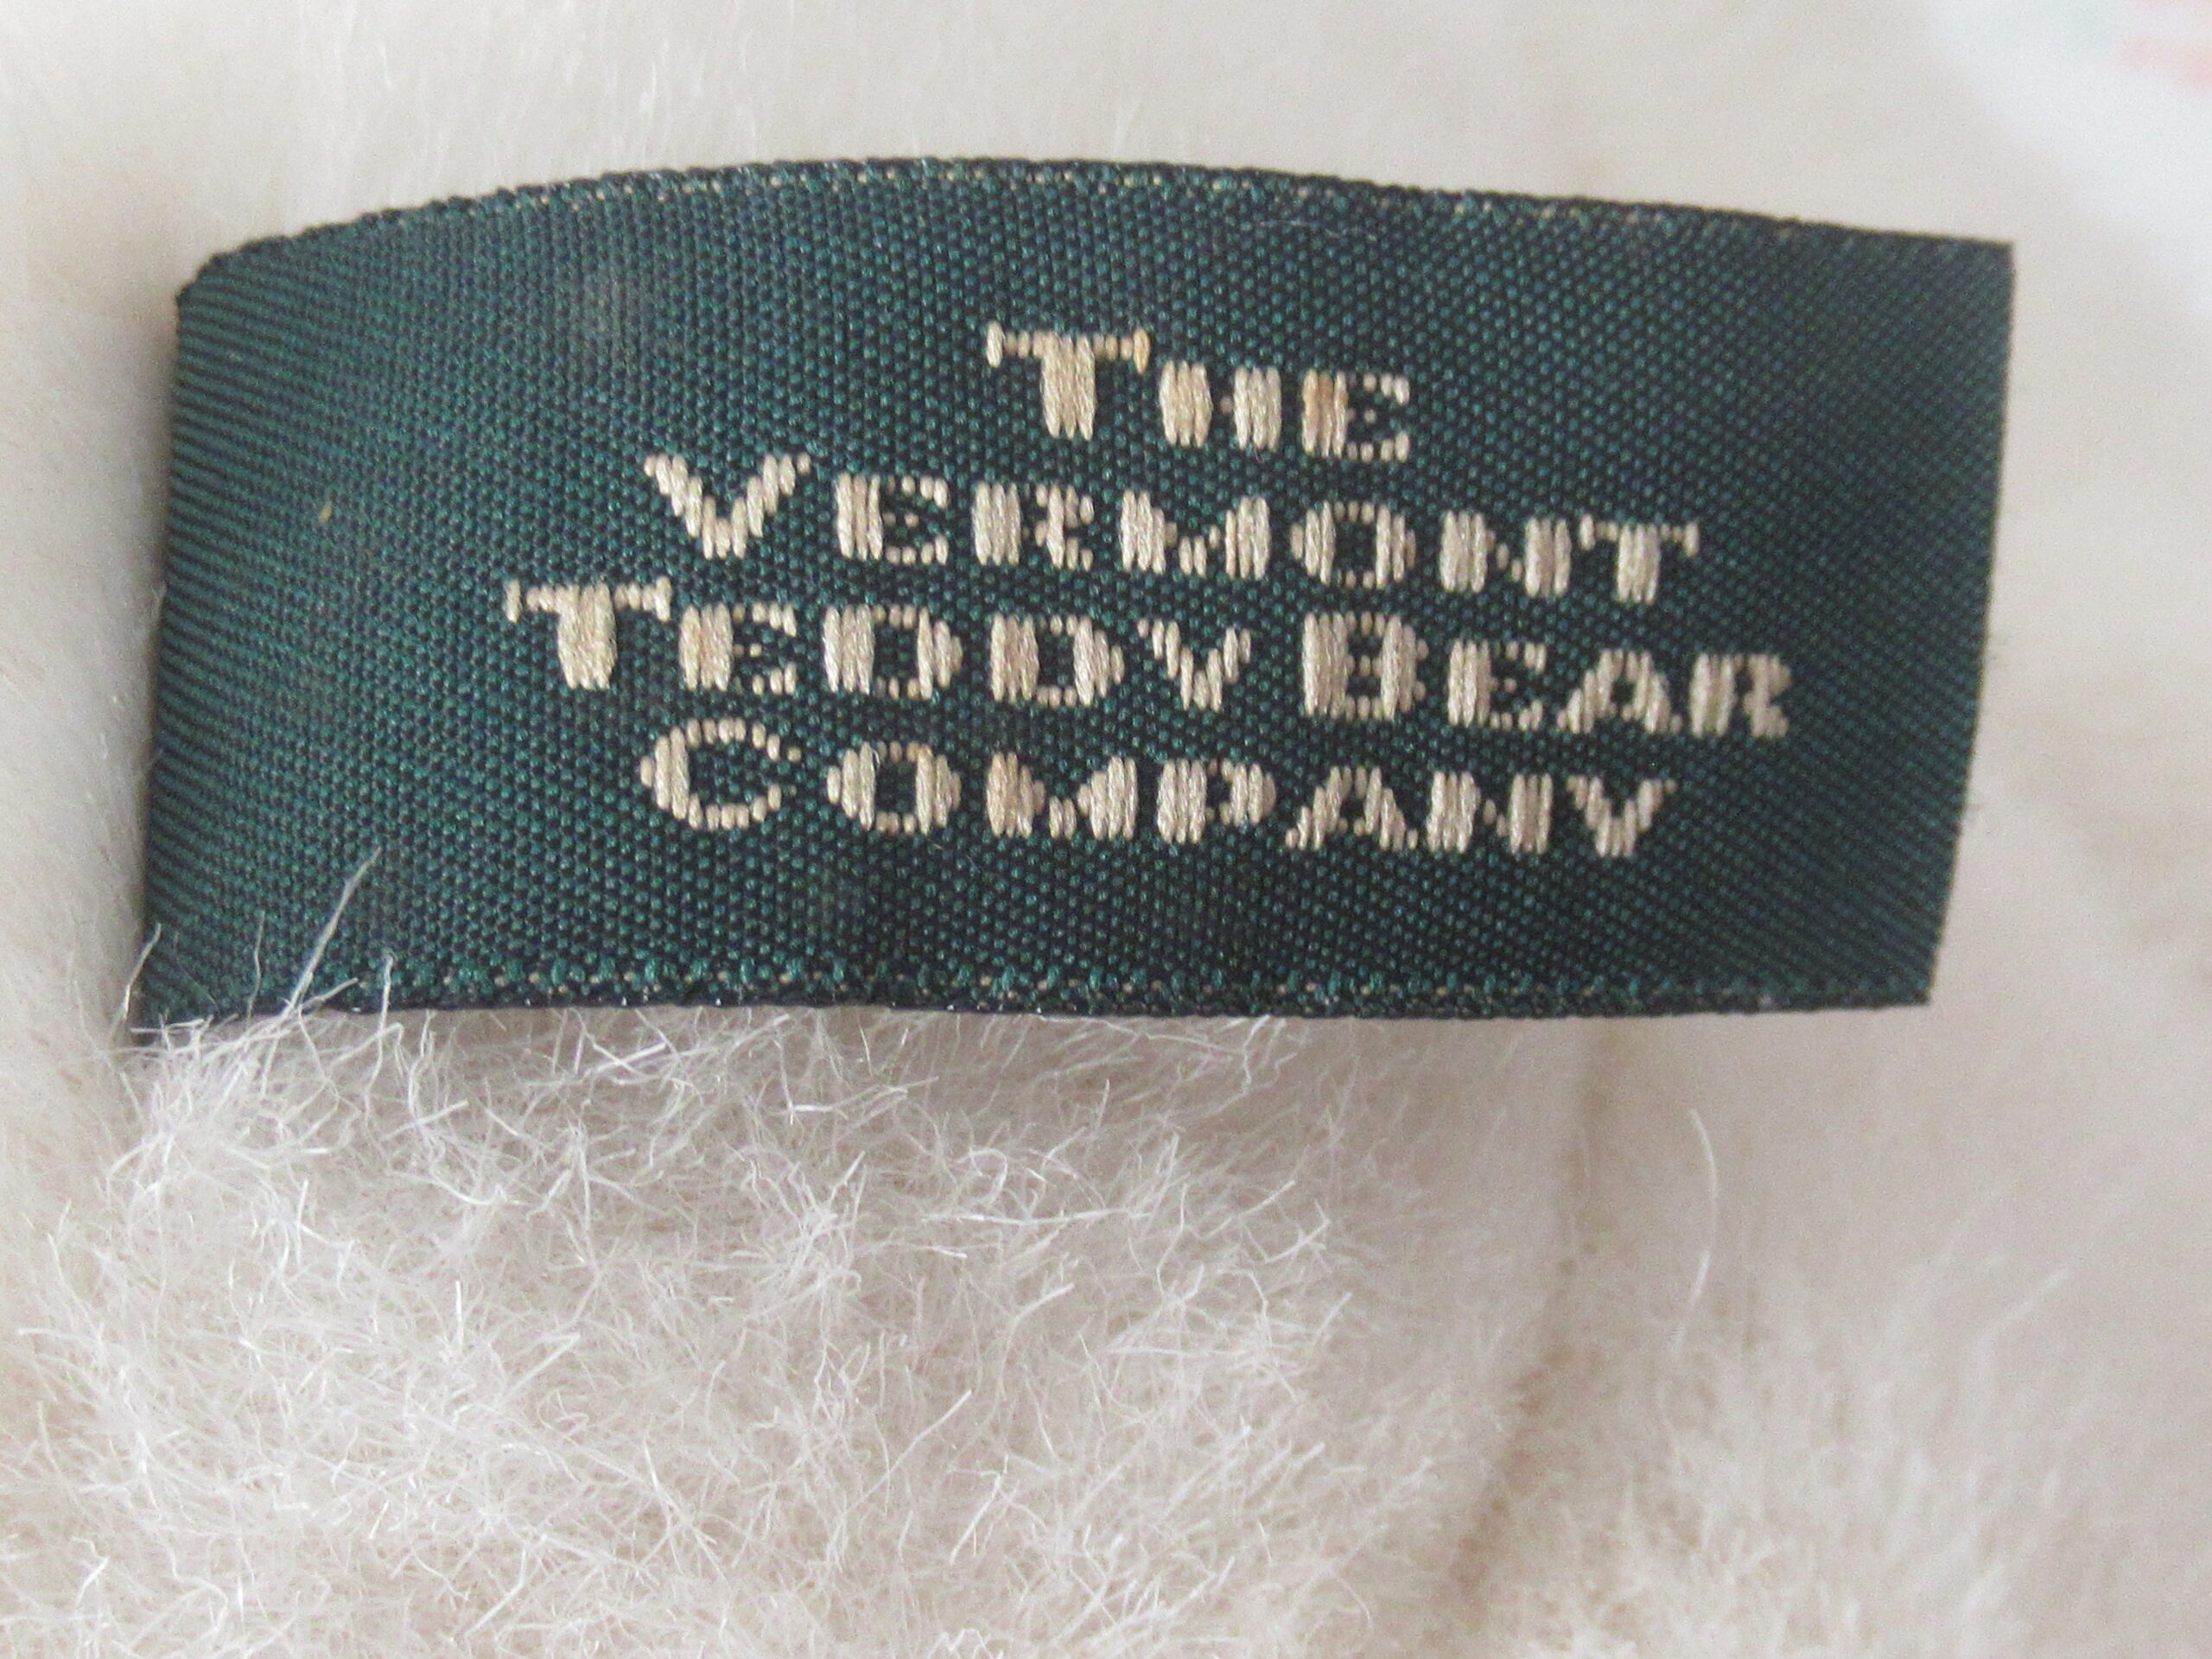 The
Vermont
Teddy Bear
Company